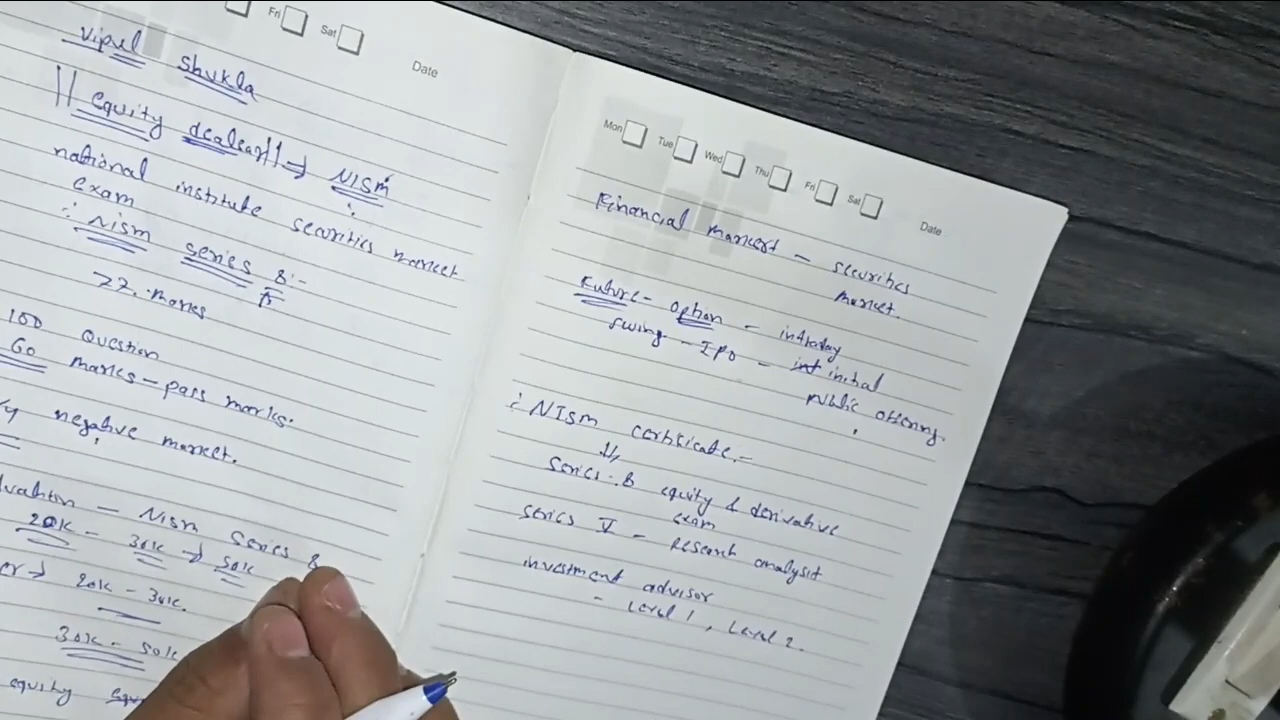 Fri Sat
Date
Vipul Shukla
equity dealer → NISM
national institute securities market
exam
∴ NISM series 8:-
22. marks
100 Question
60 marks - pass marks.
negative market.
NISM series 8
20K - 30K → 50K
20K - 30K.
30K - 50K
equity
Mon Tue Wed Thu Fri Sat
Date
Financial market - securities
market.
Future - option - intraday
swing - IPO - int initial
public offering.
∴ NISM certificate -
series - 8 equity & derivative
exam
series V - Research analysit
investment advisor
- Level 1, Level 2.